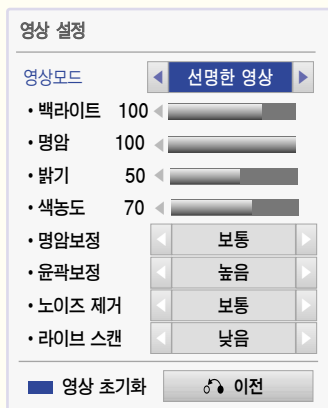 영상 설정
영상모드 선명한 영상
• 백라이트 100
• 명암 100
• 밝기 50
• 색농도 70
• 명암보정 보통
• 윤곽보정 높음
• 노이즈 제거 보통
• 라이브 스캔 낮음
영상 초기화 이전